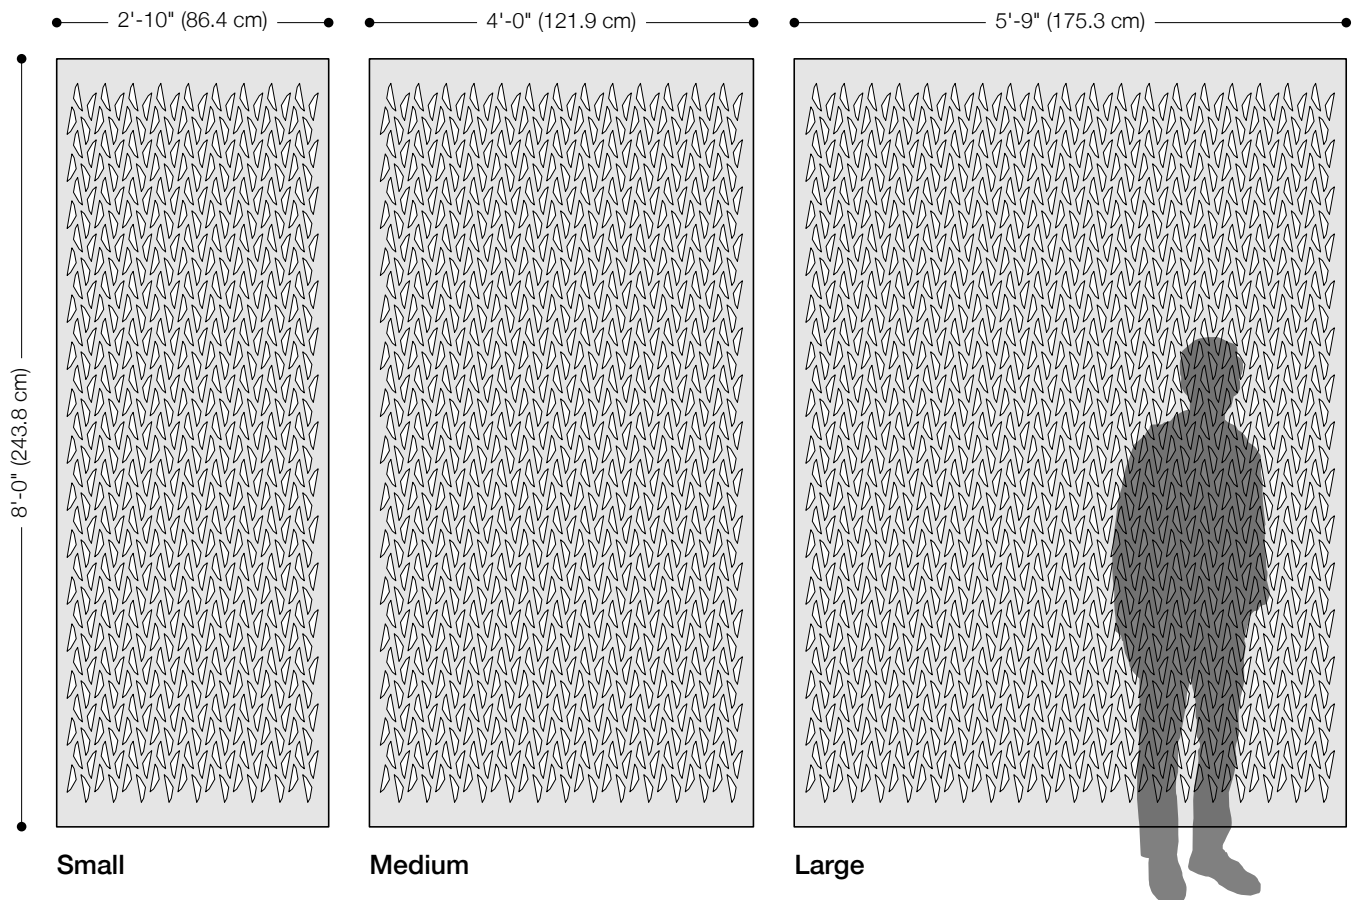 2'-10" (86.4 cm)
4'-0" (121.9 cm)
5'-9" (175.3 cm)
8'-0" (243.8 cm)
Small
Medium
Large